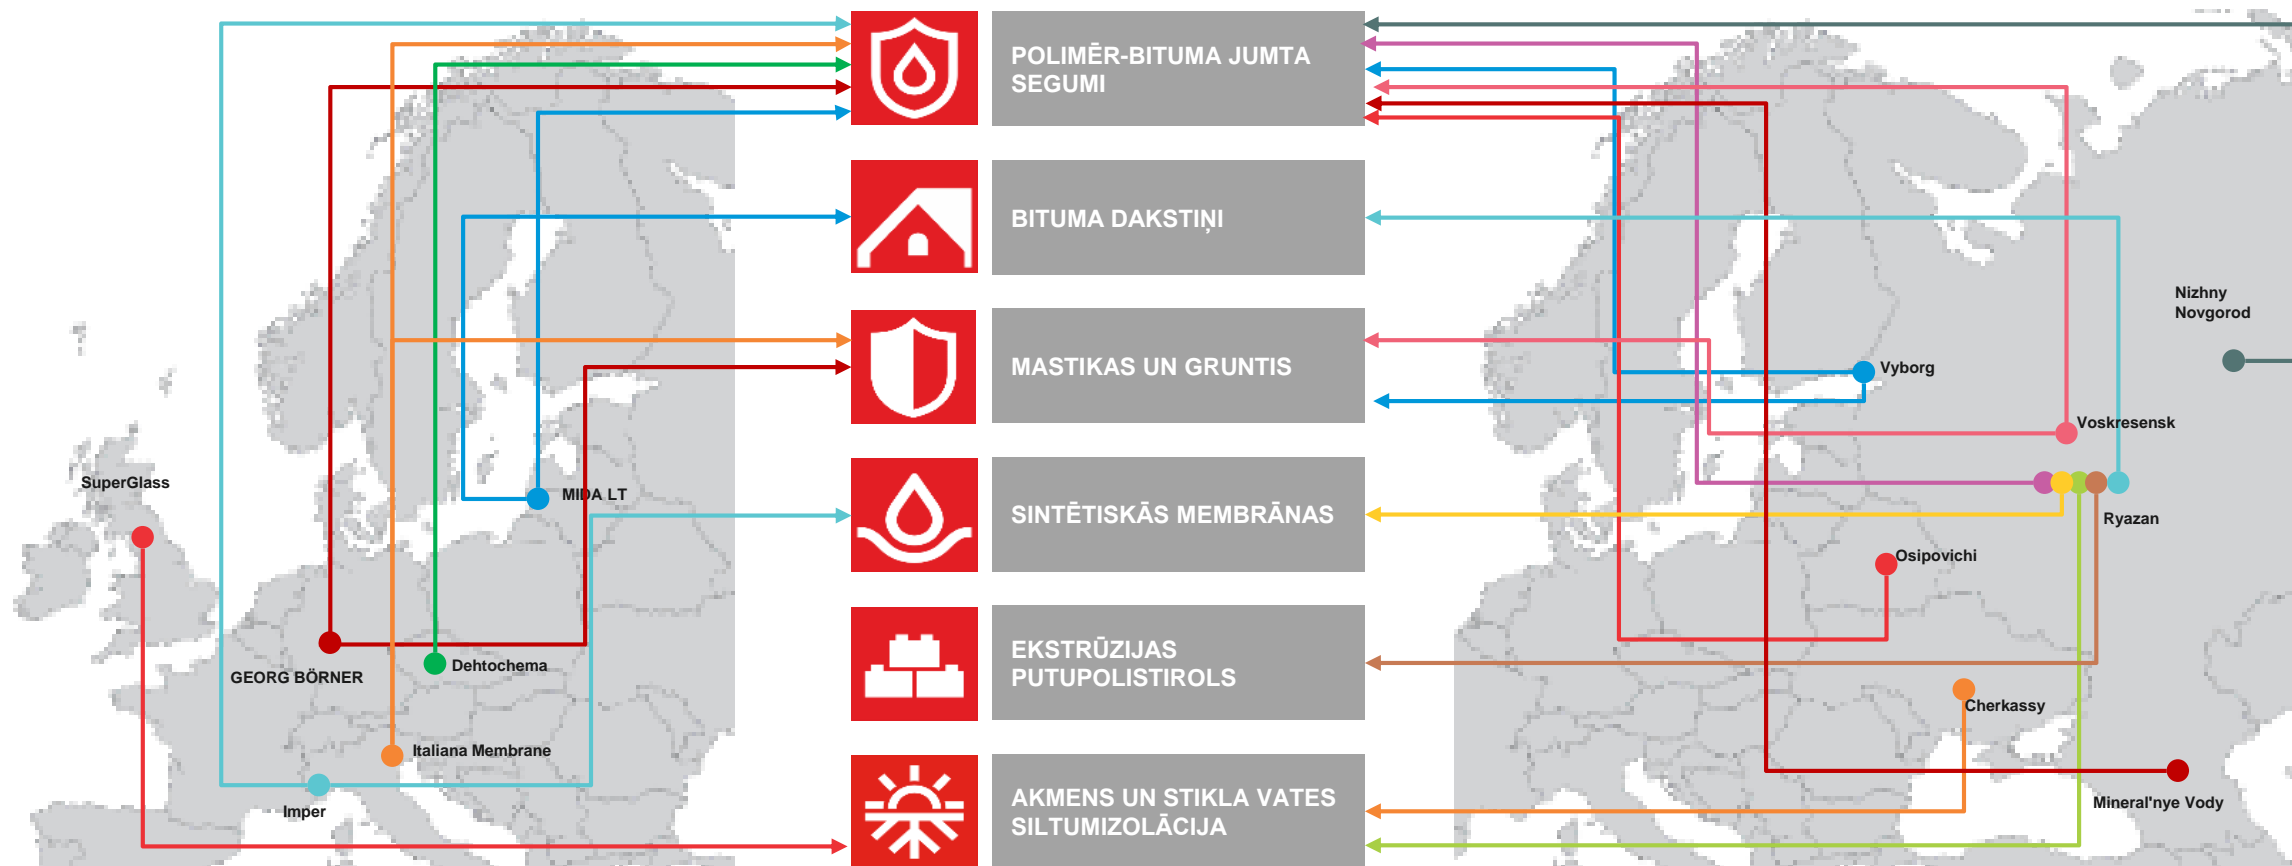 POLIMĒR-BITUMA JUMTA
SEGUMI
BITUMA DAKSTIŅI
MASTIKAS UN GRUNTIS
SINTĒTISKĀS MEMBRĀNAS
EKSTRŪZIJAS
PUTUPOLISTIROLS
AKMENS UN STIKLA VATES
SILTUMIZOLĀCIJA
SuperGlass
MIDA LT
GEORG BÖRNER
Dehtochema
Italiana Membrane
Imper
Nizhny
Novgorod
Vyborg
Voskresensk
Ryazan
Osipovichi
Cherkassy
Mineral'nye Vody